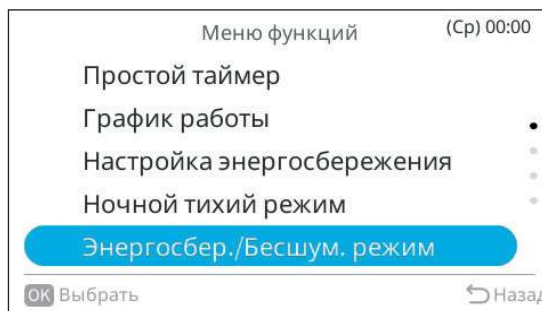 Меню функций
(Ср) 00:00
Простой таймер
График работы
Настройка энергосбережения
Ночной тихий режим
Энергосбер./Бесшум. режим
OK Выбрать
Назад